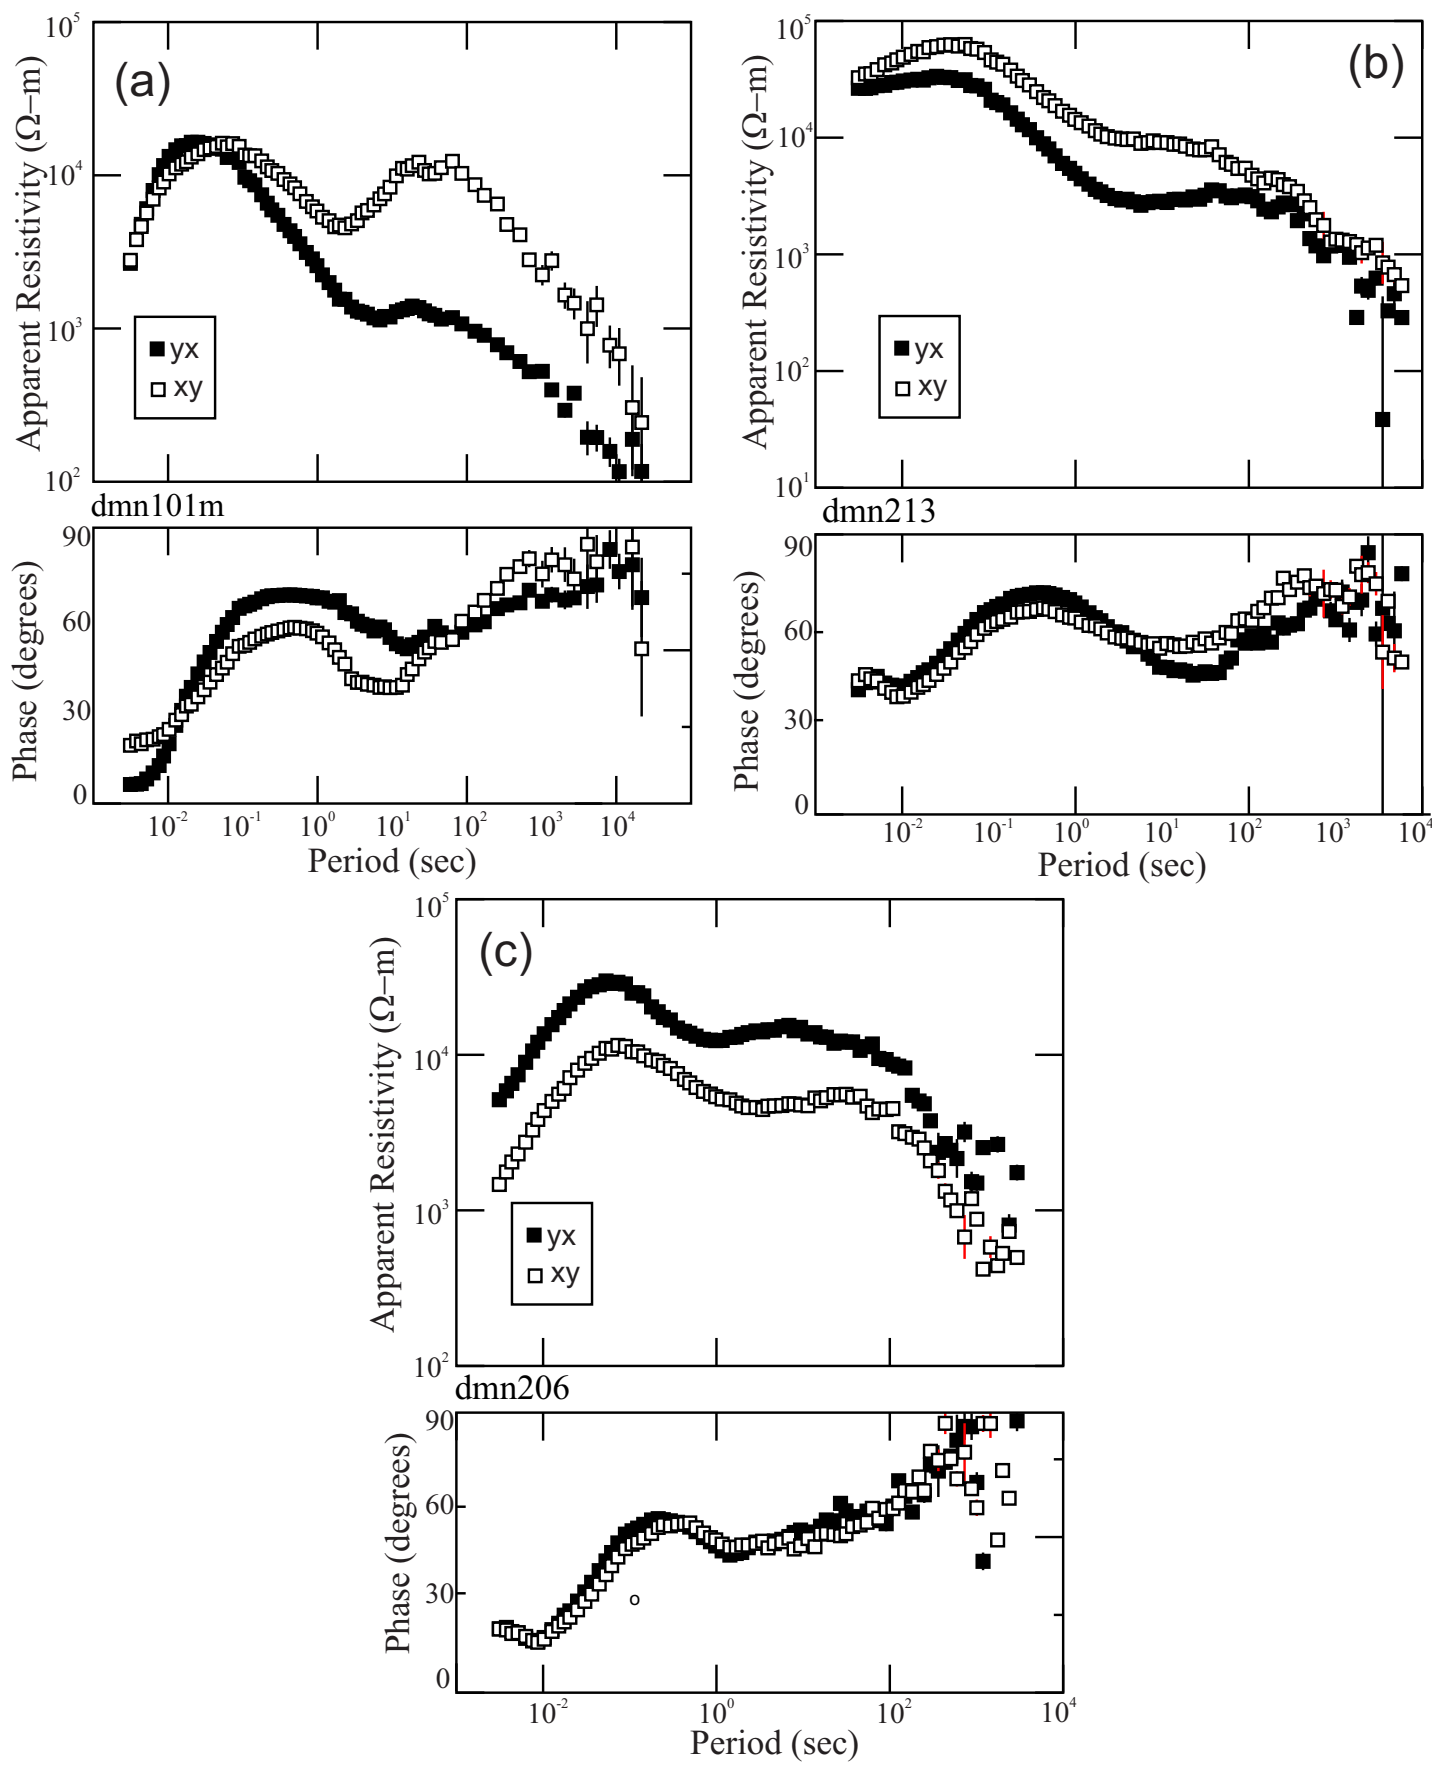 (a)
Apparent Resistivity (Ω−m)
10^5
10^4
10^3
10^2
yx
xy
dmn101m
Phase (degrees)
90
60
30
0
10^-2 10^-1 10^0 10^1 10^2 10^3 10^4
Period (sec)
(b)
Apparent Resistivity (Ω−m)
10^5
10^4
10^3
10^2
10^1
yx
xy
dmn213
Phase (degrees)
90
60
30
0
10^-2 10^-1 10^0 10^1 10^2 10^3 10^4
Period (sec)
(c)
Apparent Resistivity (Ω−m)
10^5
10^4
10^3
10^2
yx
xy
dmn206
Phase (degrees)
90
60
30
0
10^-2 10^0 10^2 10^4
Period (sec)